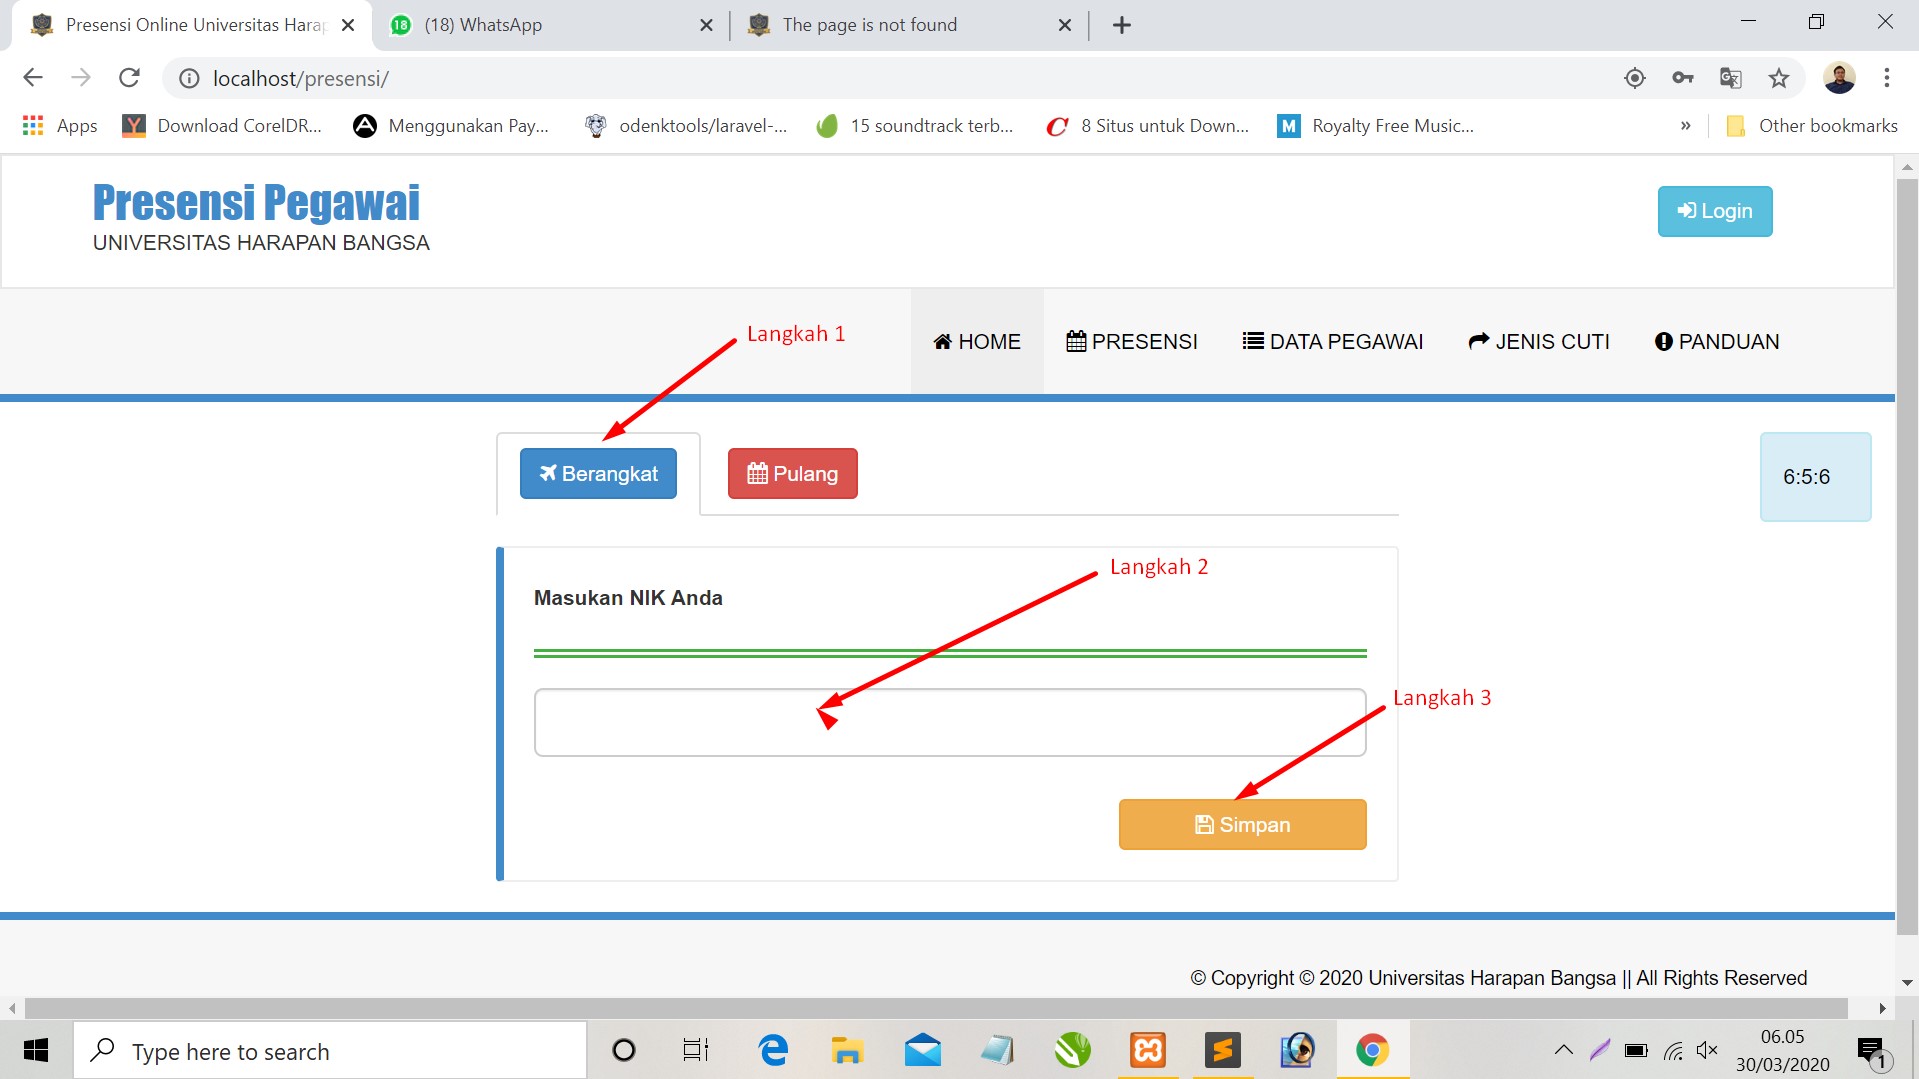 Presensi Online Universitas Harap
(18) WhatsApp
The page is not found
localhost/presensi/
Apps
Download CorelDR...
Menggunakan Pay...
odenktools/laravel-...
15 soundtrack terb...
8 Situs untuk Down...
Royalty Free Music...
»
Other bookmarks
Presensi Pegawai
UNIVERSITAS HARAPAN BANGSA
Login
Langkah 1
HOME
PRESENSI
DATA PEGAWAI
JENIS CUTI
PANDUAN
Berangkat
Pulang
6:5:6
Langkah 2
Masukan NIK Anda
Langkah 3
Simpan
© Copyright © 2020 Universitas Harapan Bangsa || All Rights Reserved
Type here to search
06.05
30/03/2020
1